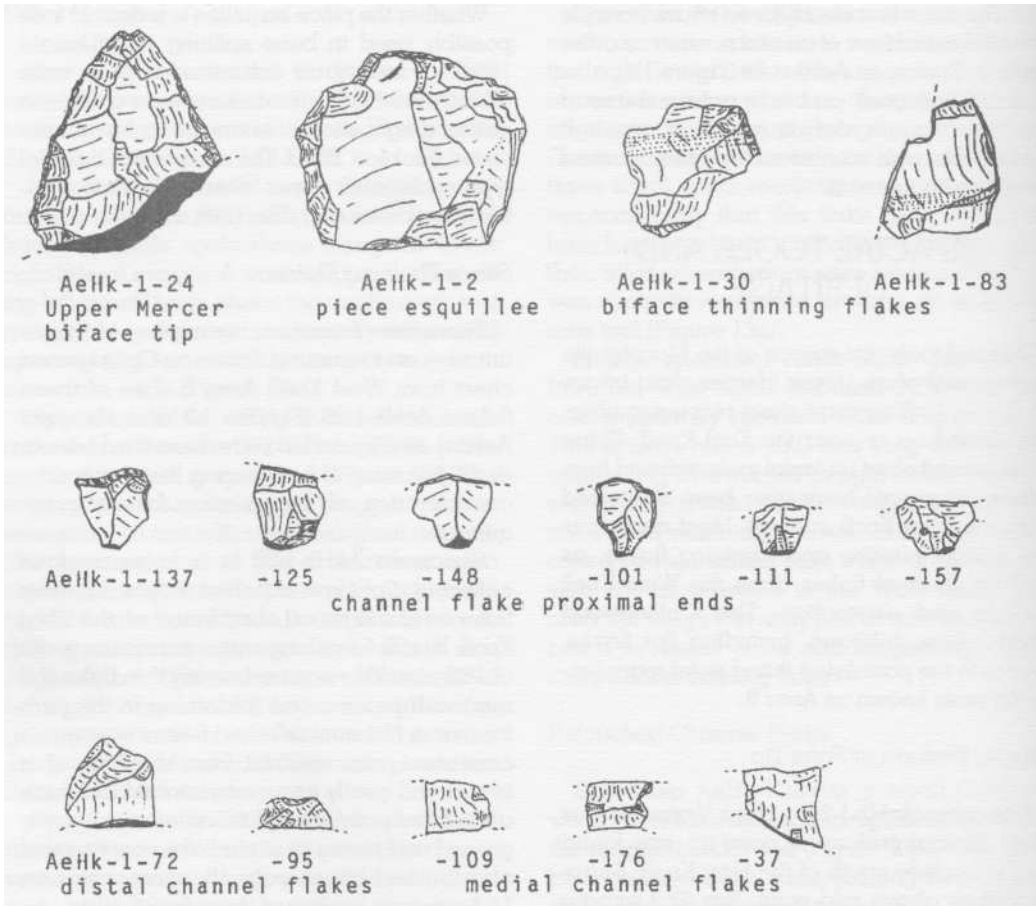 AeHk-1-24 AeHk-1-2 AeHk-1-30 AeHk-1-83
Upper Mercer piece esquillee biface thinning flakes
biface tip
AeHk-1-137 -125 -148 -101 -111 -157
channel flake proximal ends
AeHk-1-72 -95 -109 -176 -37
distal channel flakes medial channel flakes